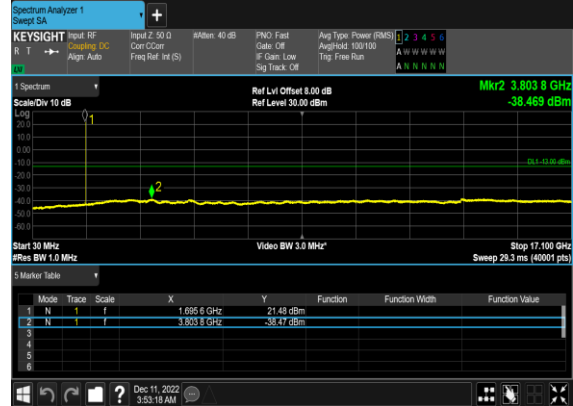 Spectrum Analyzer 1
Swept SA
KEYSIGHT Input: RF Input Z: 50 Ω #Atten: 40 dB PNO: Fast Avg Type: Power (RMS) 1 2 3 4 5 6
R T Coupling: DC Corr CCorr Gate: Off Avg|Hold: 100/100 A W W W W W
Align: Auto Freq Ref: Int (S) IF Gain: Low Trig: Free Run
LNI Sig Track: Off A N N N N N
1 Spectrum Ref Lvl Offset 8.00 dB Mkr2 3.803 8 GHz
Scale/Div 10 dB Ref Level 30.00 dBm -38.469 dBm
Log
1
20.0
10.0
0.00
-10.0 DL1 -13.00 dBm
-20.0
-30.0 2
-40.0
-50.0
-60.0
Start 30 MHz Video BW 3.0 MHz* Stop 17.100 GHz
#Res BW 1.0 MHz Sweep 29.3 ms (40001 pts)
5 Marker Table
Mode Trace Scale X Y Function Function Width Function Value
1 N 1 f 1.695 6 GHz 21.48 dBm
2 N 1 f 3.803 8 GHz -38.47 dBm
3
4
5
6
? Dec 11, 2022
3:53:18 AM